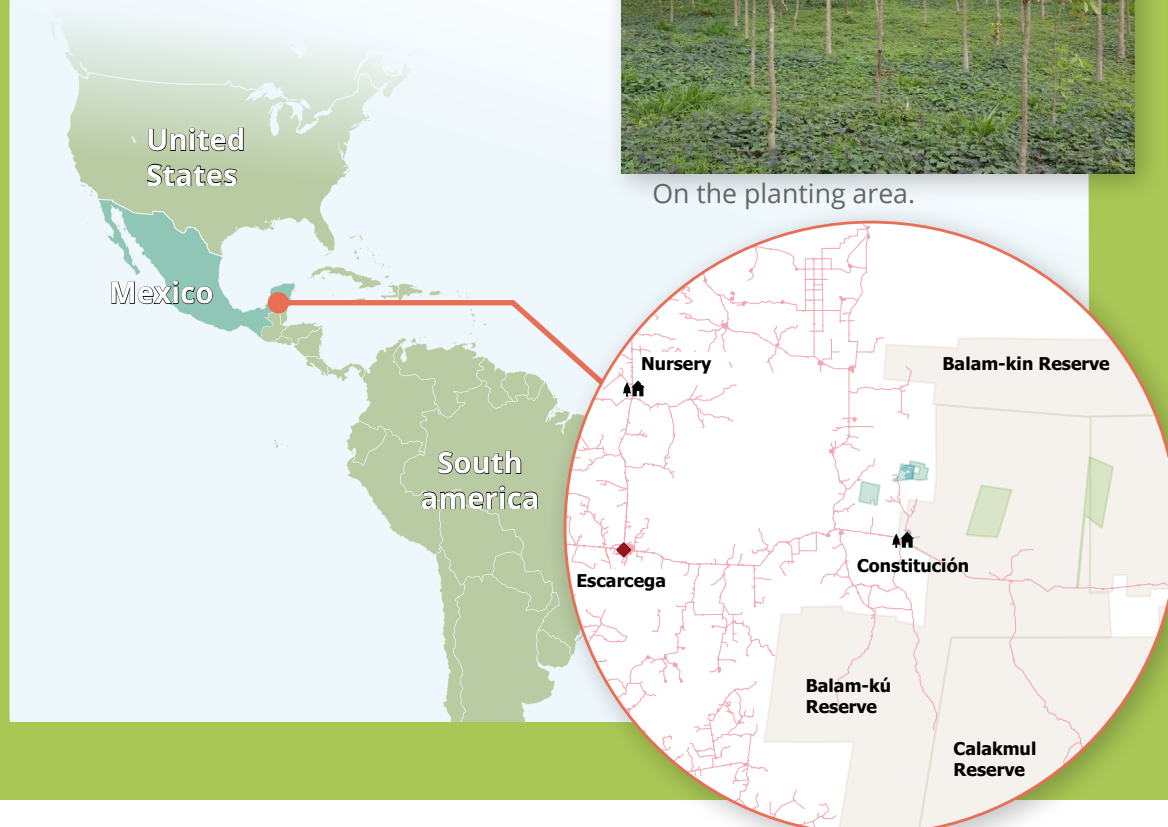 On the planting area.
United
States
Mexico
South
america
Nursery
Balam-kin Reserve
Constitución
Escarcega
Balam-kú
Reserve
Calakmul
Reserve